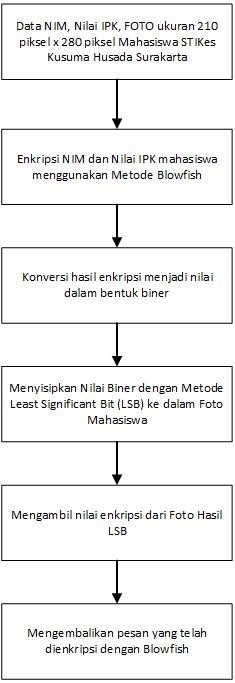 Data NIM, Nilai IPK, FOTO ukuran 210
piksel x 280 piksel Mahasiswa STIKes
Kusuma Husada Surakarta
Enkripsi NIM dan Nilai IPK mahasiswa
menggunakan Metode Blowfish
Konversi hasil enkripsi menjadi nilai
dalam bentuk biner
Menyisipkan Nilai Biner dengan Metode
Least Significant Bit (LSB) ke dalam Foto
Mahasiswa
Mengambil nilai enkripsi dari Foto Hasil
LSB
Mengembalikan pesan yang telah
dienkripsi dengan Blowfish